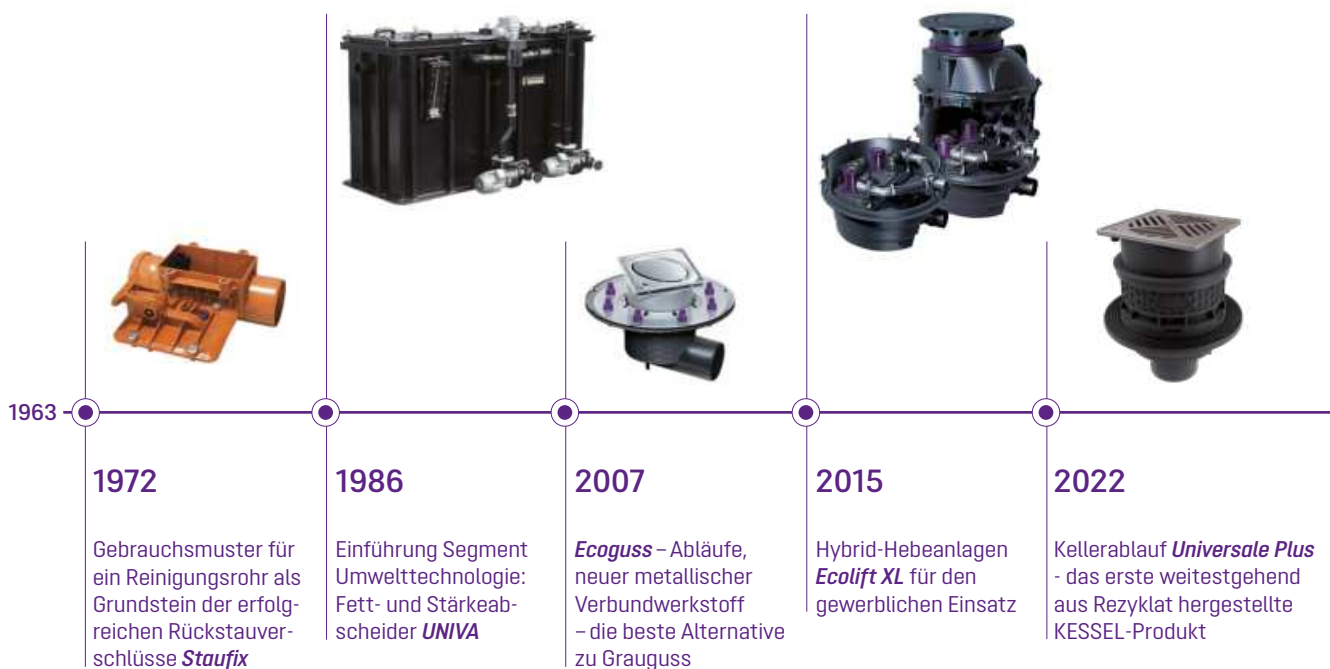 1963
1972
Gebrauchsmuster für
ein Reinigungsrohr als
Grundstein der erfolg-
reichen Rückstauver-
schlüsse Staufix
1986
Einführung Segment
Umwelttechnologie:
Fett- und Stärkeab-
scheider UNIVA
2007
Ecoguss – Abläufe,
neuer metallischer
Verbundwerkstoff
– die beste Alternative
zu Grauguss
2015
Hybrid-Hebeanlagen
Ecolift XL für den
gewerblichen Einsatz
2022
Kellerablauf Universale Plus
- das erste weitestgehend
aus Rezyklat hergestellte
KESSEL-Produkt